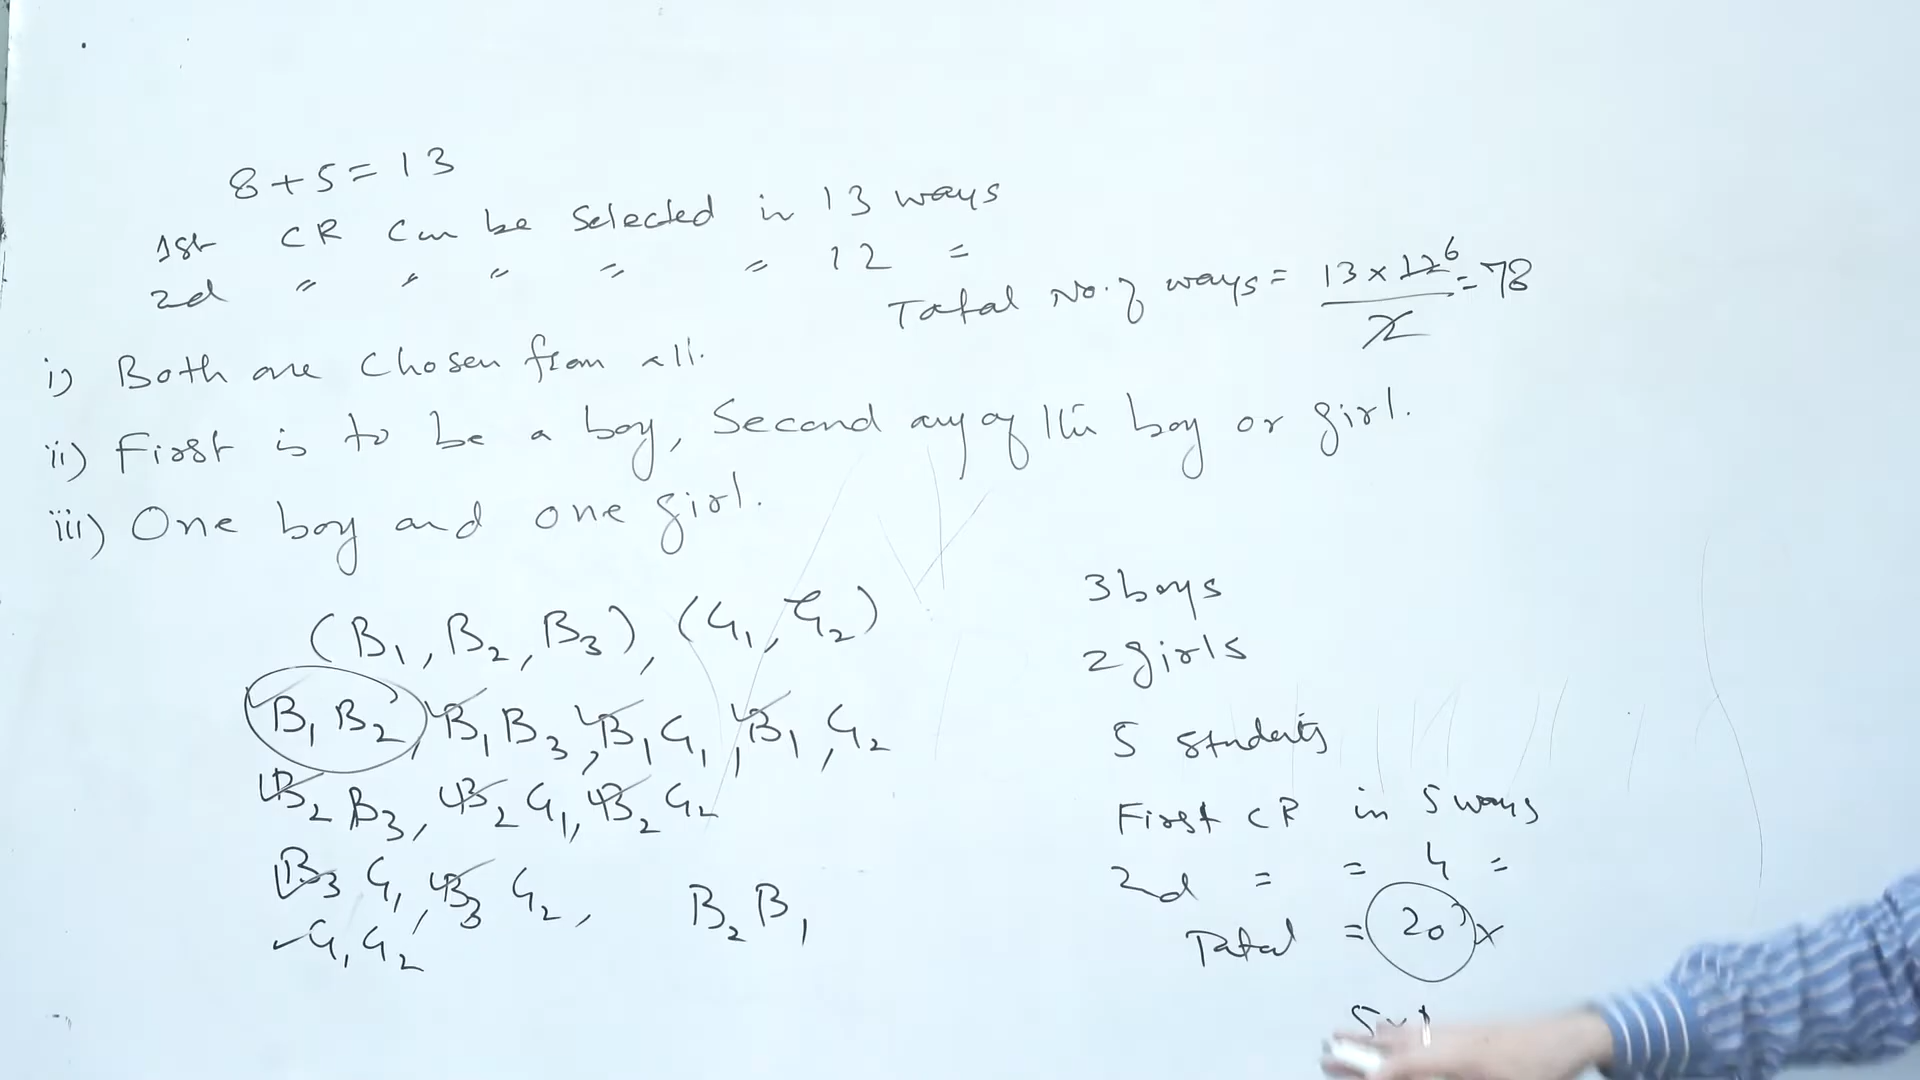 8+5=13
1st CR Can be Selected in 13 ways
2d " " " " " 12 =
Total No. of ways = 13 x 12 6 / 2 = 78
i) Both are Chosen from all.
ii) First is to be a boy, Second any of boy or girl.
iii) One boy and one girl.
(B1, B2, B3), (G1, G2)
B1 B2, B1 B3, B1 G1, B1, G2
B2 B3, B2 G1, B2 G2
B3 G1, B3 G2,
G1 G2
B2 B1
3 boys
2 girls
5 students
First CR in 5 ways
2d = = 4 =
Total = 20 x